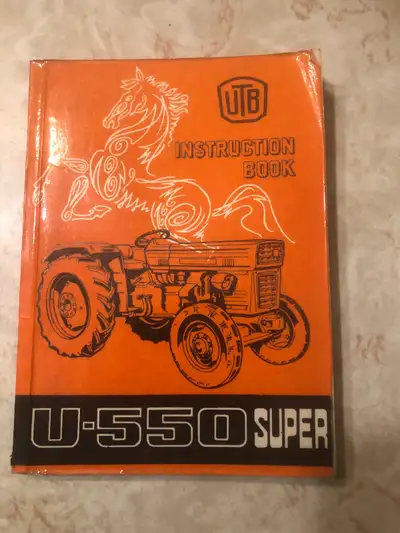 UTB
INSTRUCTION
BOOK
U-550 SUPER